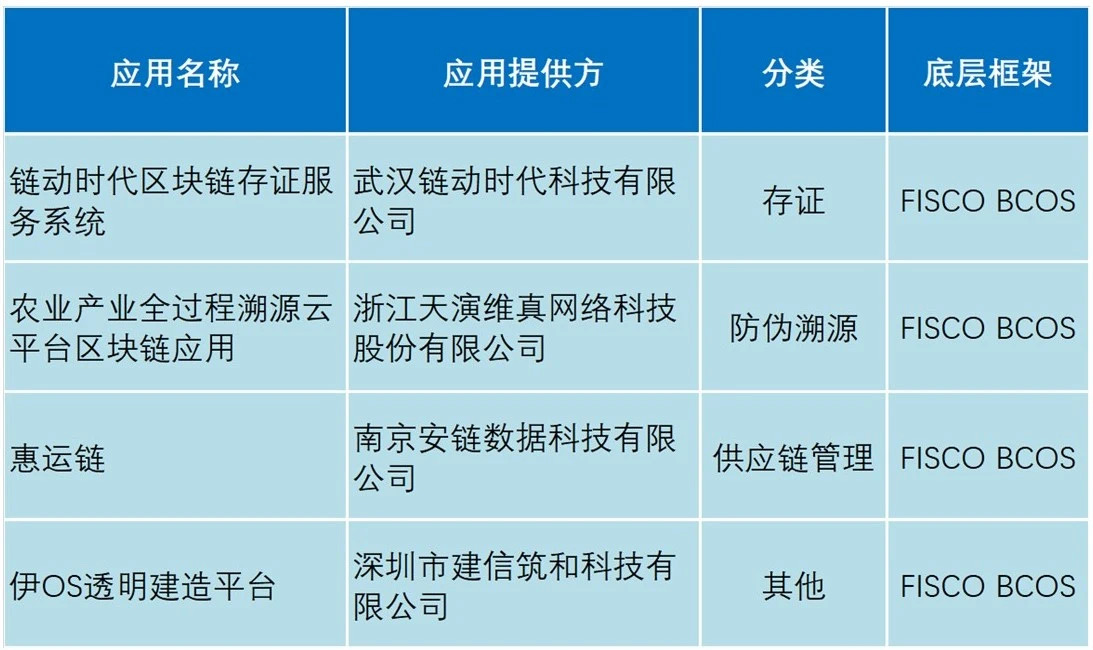 应用名称 应用提供方 分类 底层框架
链动时代区块链存证服
务系统
武汉链动时代科技有限
公司
存证
FISCO BCOS
农业产业全过程溯源云
平台区块链应用
浙江天演维真网络科技
股份有限公司
防伪溯源
FISCO BCOS
惠运链
南京安链数据科技有限
公司
供应链管理
FISCO BCOS
伊OS透明建造平台
深圳市建信筑和科技有
限公司
其他
FISCO BCOS